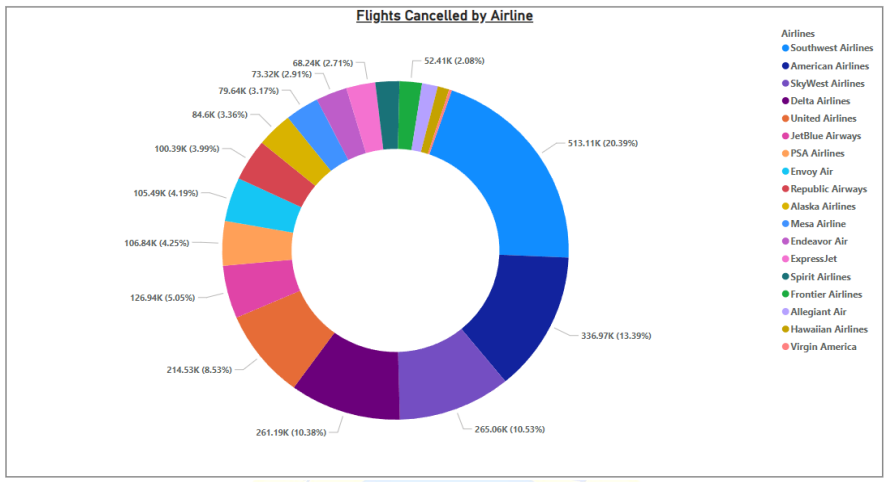 Flights Cancelled by Airline
Airlines
Southwest Airlines
American Airlines
SkyWest Airlines
Delta Airlines
United Airlines
JetBlue Airways
PSA Airlines
Envoy Air
Republic Airways
Alaska Airlines
Mesa Airline
Endeavor Air
ExpressJet
Spirit Airlines
Frontier Airlines
Allegiant Air
Hawaiian Airlines
Virgin America
513.11K (20.39%)
336.97K (13.39%)
265.06K (10.53%)
261.19K (10.38%)
214.53K (8.53%)
126.94K (5.05%)
106.84K (4.25%)
105.49K (4.19%)
100.39K (3.99%)
84.6K (3.36%)
79.64K (3.17%)
73.32K (2.91%)
68.24K (2.71%)
52.41K (2.08%)